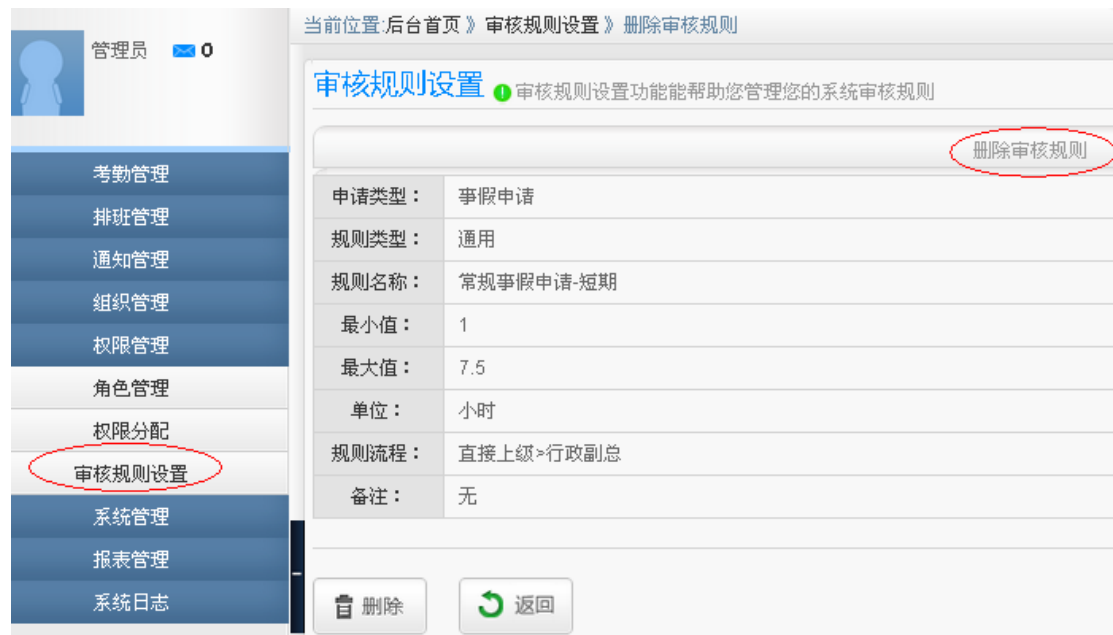 当前位置:后台首页》审核规则设置》删除审核规则
管理员 0
审核规则设置 审核规则设置功能能帮助您管理您的系统审核规则
删除审核规则
考勤管理
排班管理
通知管理
组织管理
权限管理
角色管理
权限分配
审核规则设置
系统管理
报表管理
系统日志
申请类型： 事假申请
规则类型： 通用
规则名称： 常规事假申请-短期
最小值： 1
最大值： 7.5
单位： 小时
规则流程： 直接上级>行政副总
备注： 无
删除 返回